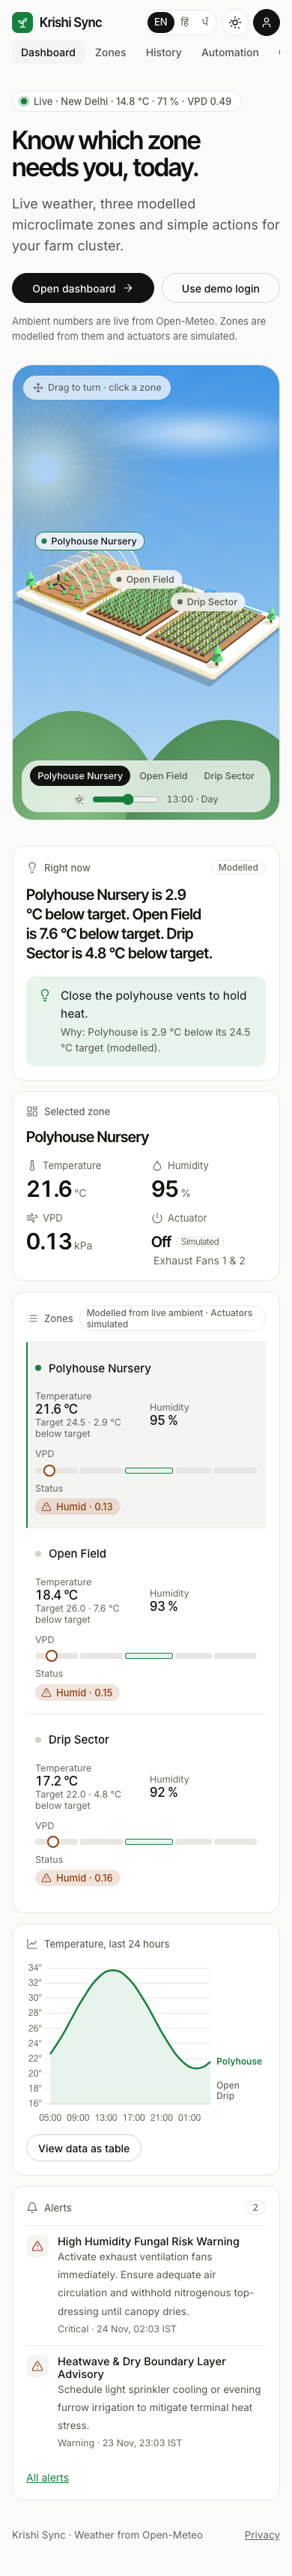 Krishi Sync
EN हिं ਪੰ
Dashboard Zones History Automation
Live · New Delhi · 14.8 °C · 71 % · VPD 0.49
Know which zone
needs you, today.
Live weather, three modelled
microclimate zones and simple actions for
your farm cluster.
Open dashboard → Use demo login
Ambient numbers are live from Open-Meteo. Zones are
modelled from them and actuators are simulated.
Drag to turn · click a zone
Polyhouse Nursery
Open Field
Drip Sector
Polyhouse Nursery Open Field Drip Sector
13:00 · Day
Right now Modelled
Polyhouse Nursery is 2.9
°C below target. Open Field
is 7.6 °C below target. Drip
Sector is 4.8 °C below target.
Close the polyhouse vents to hold
heat.
Why: Polyhouse is 2.9 °C below its 24.5
°C target (modelled).
Selected zone
Polyhouse Nursery
Temperature Humidity
21.6 °C 95 %
VPD Actuator
0.13 kPa Off Simulated
Exhaust Fans 1 & 2
Zones Modelled from live ambient · Actuators
simulated
Polyhouse Nursery
Temperature
21.6 °C
Target 24.5 · 2.9 °C
below target
Humidity
95 %
VPD
Status
Humid · 0.13
Open Field
Temperature
18.4 °C
Target 26.0 · 7.6 °C
below target
Humidity
93 %
VPD
Status
Humid · 0.15
Drip Sector
Temperature
17.2 °C
Target 22.0 · 4.8 °C
below target
Humidity
92 %
VPD
Status
Humid · 0.16
Temperature, last 24 hours
34°
32°
30°
28°
26°
24°
22°
20°
18°
16°
Polyhouse
Open
Drip
05:00 09:00 13:00 17:00 21:00 01:00
View data as table
Alerts 2
High Humidity Fungal Risk Warning
Activate exhaust ventilation fans
immediately. Ensure adequate air
circulation and withhold nitrogenous top-
dressing until canopy dries.
Critical · 24 Nov, 02:03 IST
Heatwave & Dry Boundary Layer
Advisory
Schedule light sprinkler cooling or evening
furrow irrigation to mitigate terminal heat
stress.
Warning · 23 Nov, 23:03 IST
All alerts
Krishi Sync · Weather from Open-Meteo Privacy